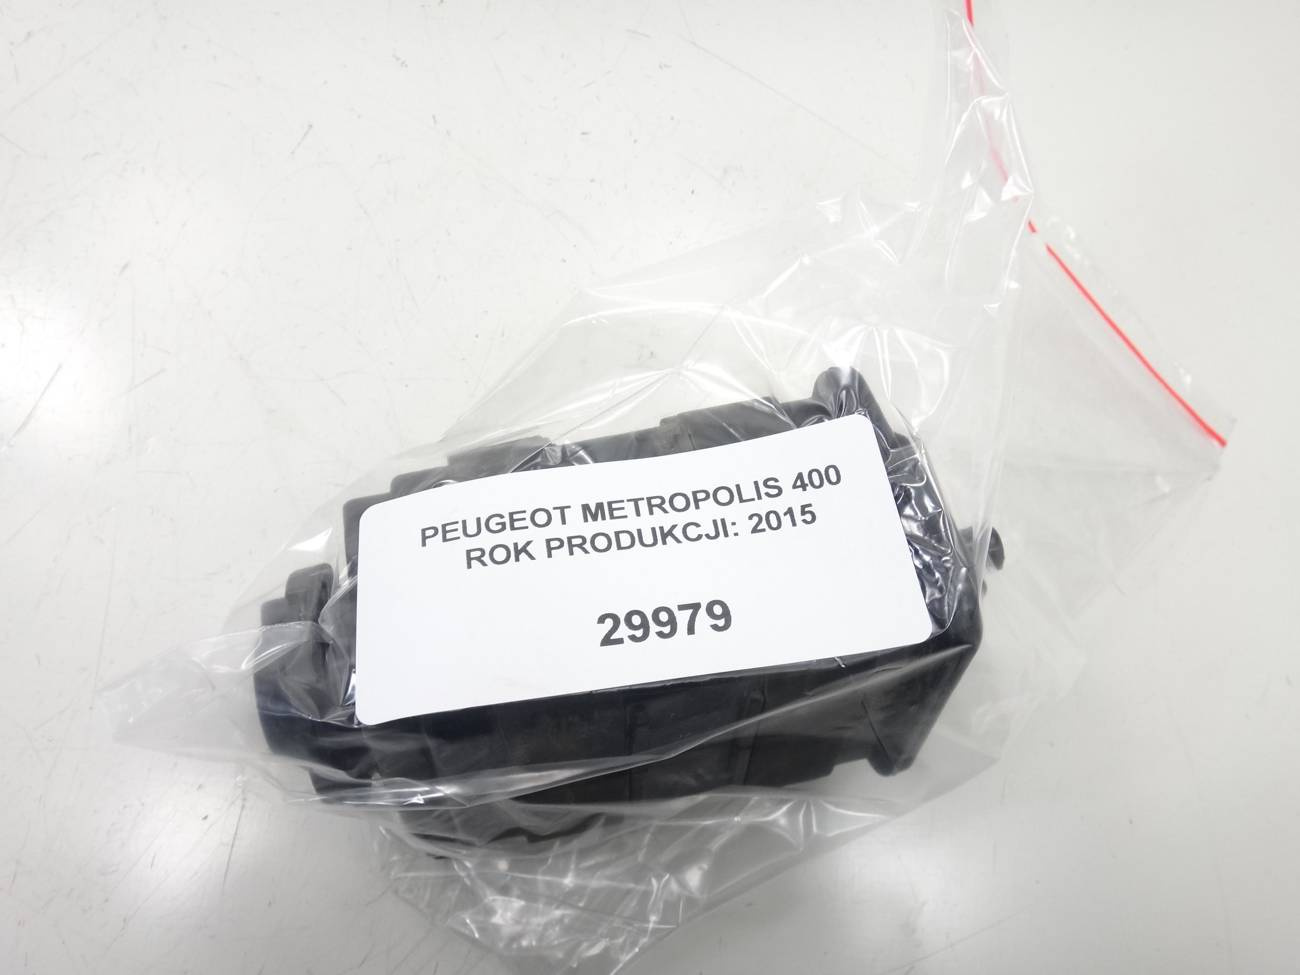 PEUGEOT METROPOLIS 400
ROK PRODUKCJI: 2015
29979